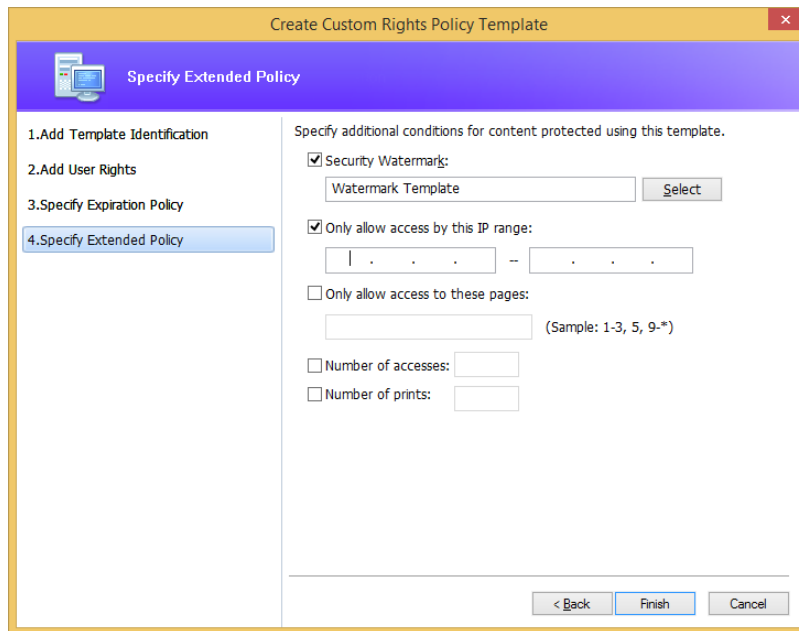 Create Custom Rights Policy Template
Specify Extended Policy
1.Add Template Identification
2.Add User Rights
3.Specify Expiration Policy
4.Specify Extended Policy
Specify additional conditions for content protected using this template.
Security Watermark:
Watermark Template
Select
Only allow access by this IP range:
. . . -- . . .
Only allow access to these pages:
(Sample: 1-3, 5, 9-*)
Number of accesses:
Number of prints:
< Back
Finish
Cancel